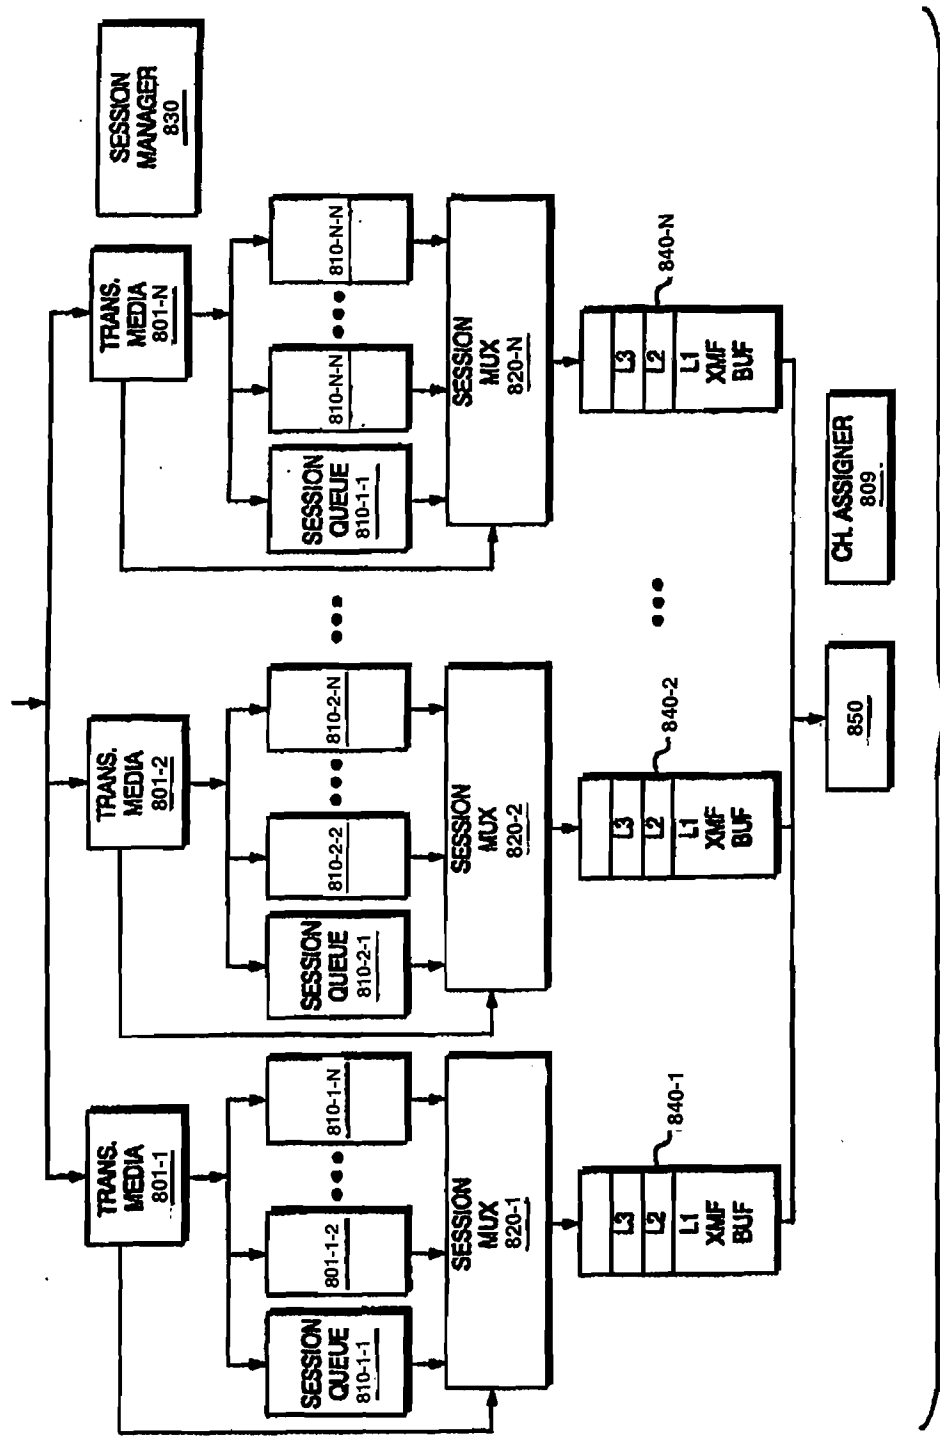 TRANS.
MEDIA
801-1
TRANS.
MEDIA
801-2
TRANS.
MEDIA
801-N
SESSION
MANAGER
830
SESSION
QUEUE
810-1-1
801-1-2
810-1-N
SESSION
QUEUE
810-2-1
810-2-2
810-2-N
SESSION
QUEUE
810-1-1
810-N-N
810-N-N
SESSION
MUX
820-1
SESSION
MUX
820-2
SESSION
MUX
820-N
L3
L2
L1
XMF
BUF
840-1
L3
L2
L1
XMF
BUF
840-2
L3
L2
L1
XMF
BUF
840-N
850
CH. ASSIGNER
809